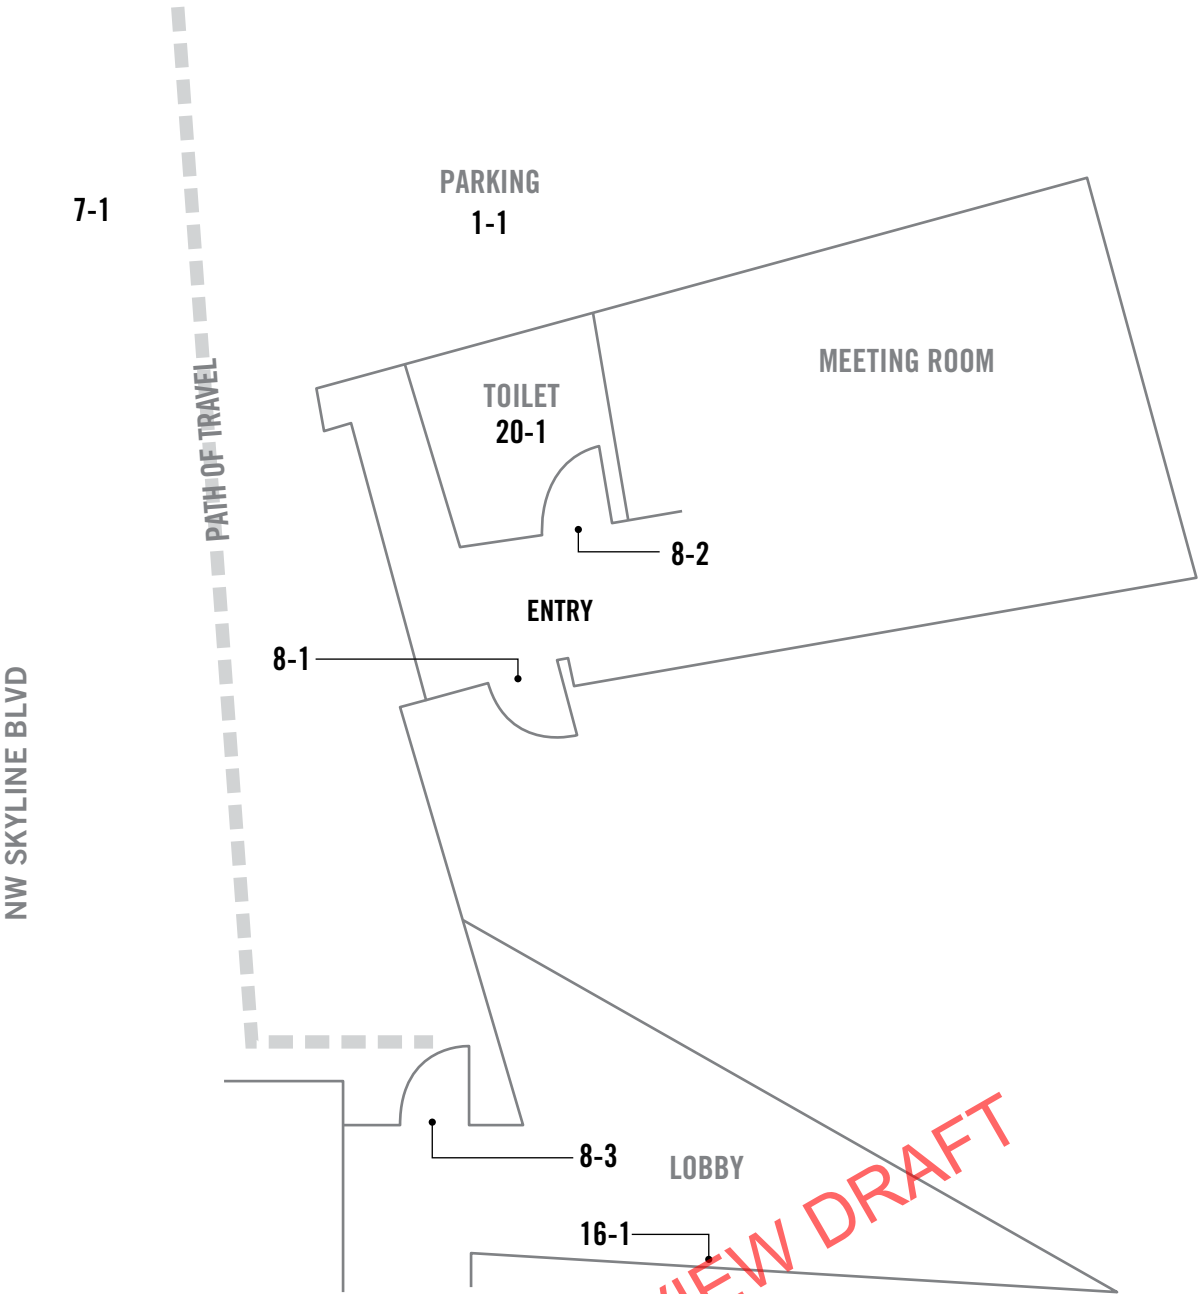 PARKING
1-1
7-1
MEETING ROOM
PATH OF TRAVEL
TOILET
20-1
8-2
ENTRY
8-1
NW SKYLINE BLVD
8-3
LOBBY
16-1
DRAFT